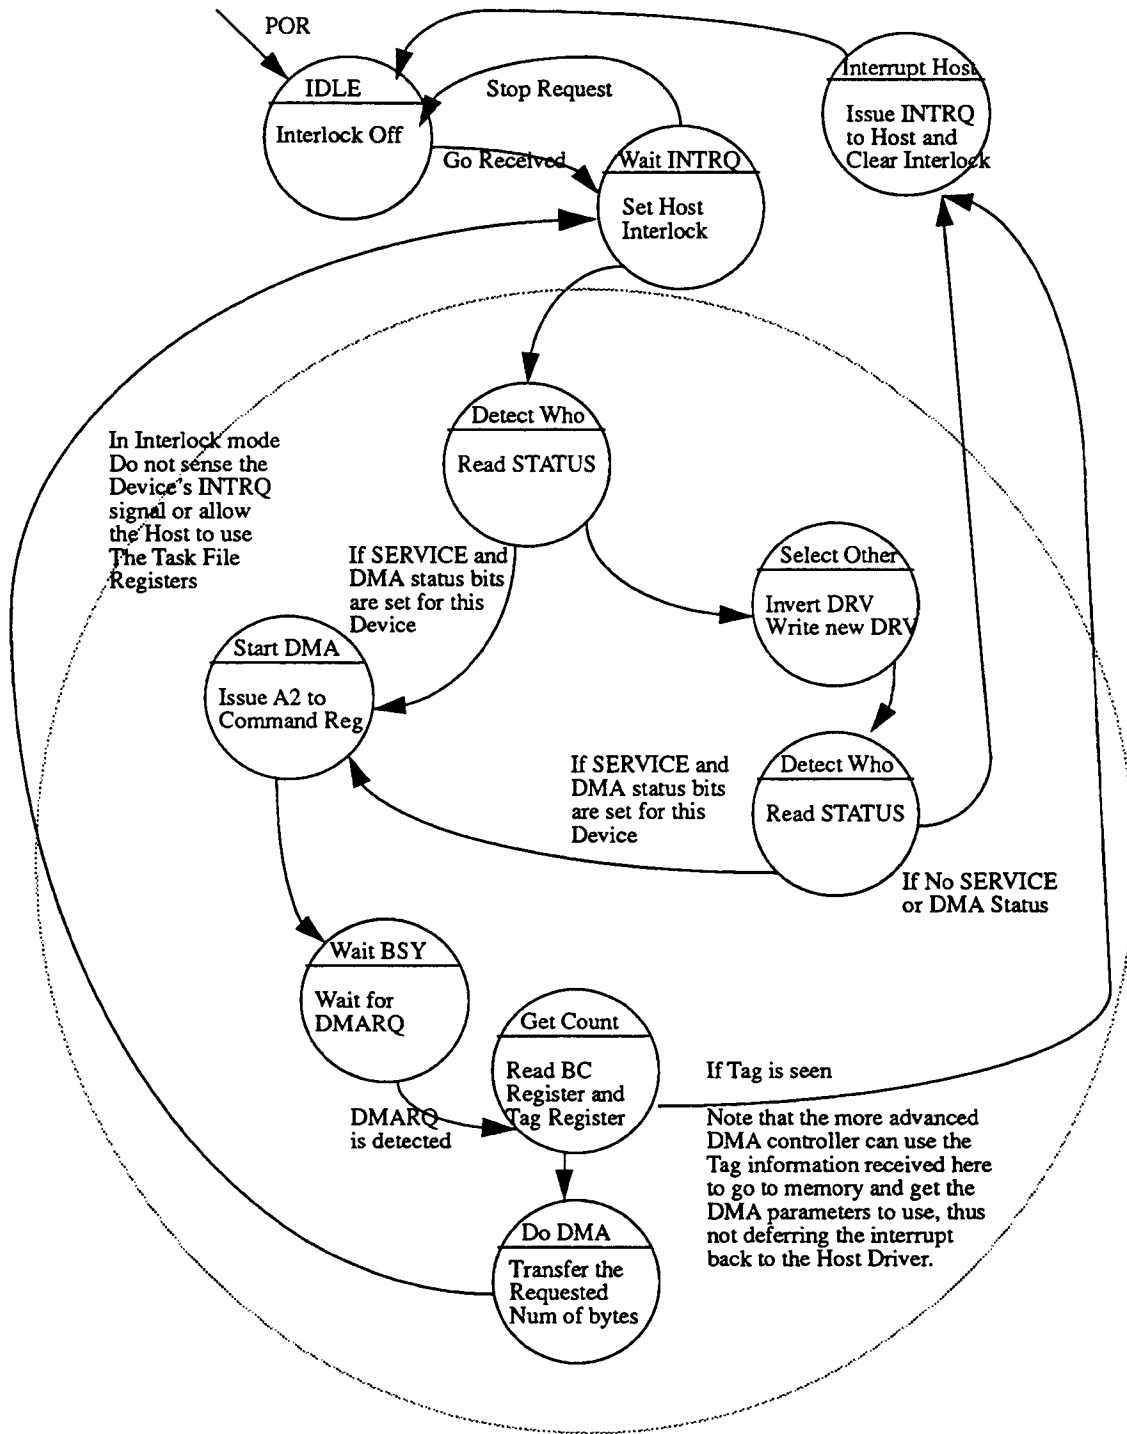 POR
IDLE
Interlock Off
Stop Request
Go Received
Wait INTRQ
Set Host
Interlock
Interrupt Host
Issue INTRQ
to Host and
Clear Interlock
Detect Who
Read STATUS
In Interlock mode
Do not sense the
Device's INTRQ
signal or allow
the Host to use
The Task File
Registers
If SERVICE and
DMA status bits
are set for this
Device
Select Other
Invert DRV
Write new DRV
Start DMA
Issue A2 to
Command Reg
If SERVICE and
DMA status bits
are set for this
Device
Detect Who
Read STATUS
If No SERVICE
or DMA Status
Wait BSY
Wait for
DMARQ
DMARQ
is detected
Get Count
Read BC
Register and
Tag Register
If Tag is seen
Note that the more advanced
DMA controller can use the
Tag information received here
to go to memory and get the
DMA parameters to use, thus
not deferring the interrupt
back to the Host Driver.
Do DMA
Transfer the
Requested
Num of bytes